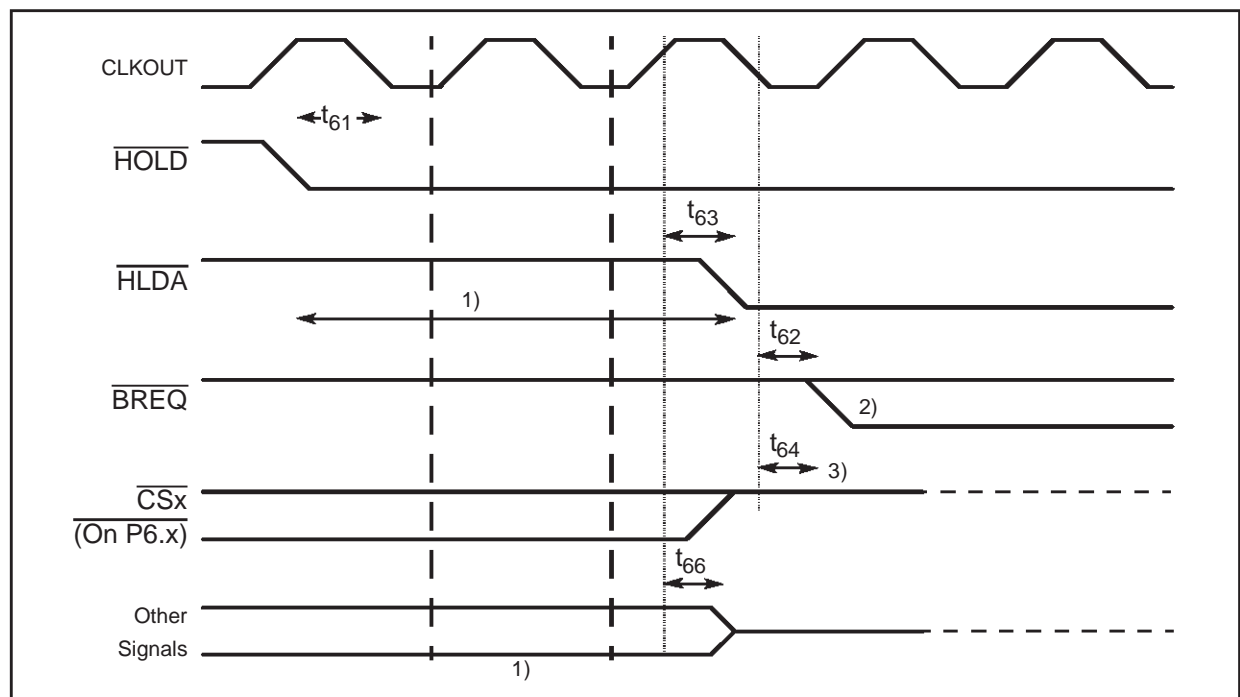 CLKOUT
t61
HOLD
t63
HLDA
1)
t62
BREQ
2)
t64
3)
CSx
(On P6.x)
t66
Other
Signals
1)